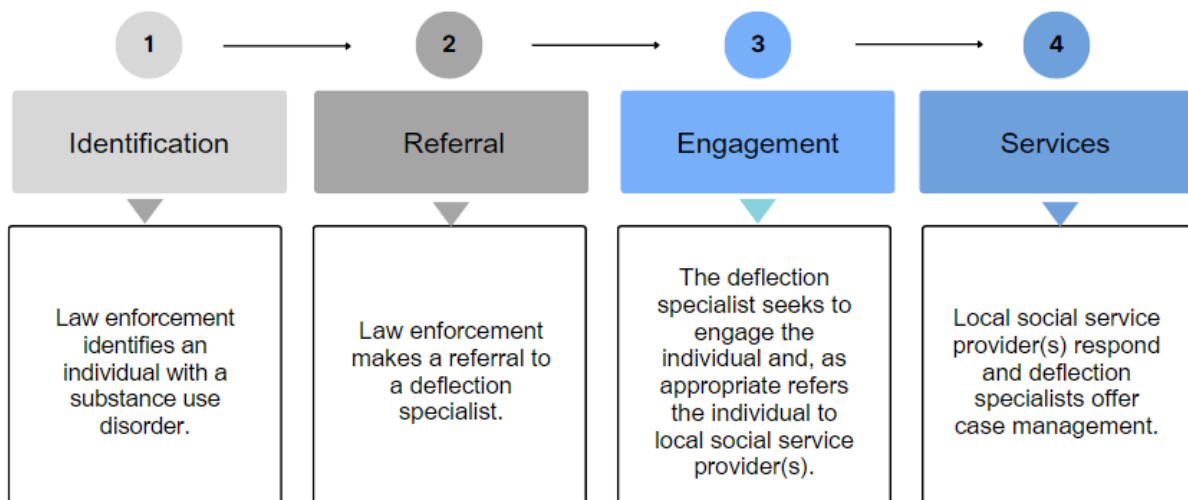 1
2
3
4
Identification
Referral
Engagement
Services
Law enforcement
identifies an
individual with a
substance use
disorder.
Law enforcement
makes a referral to
a deflection
specialist.
The deflection
specialist seeks to
engage the
individual and, as
appropriate refers
the individual to
local social service
provider(s).
Local social service
provider(s) respond
and deflection
specialists offer
case management.